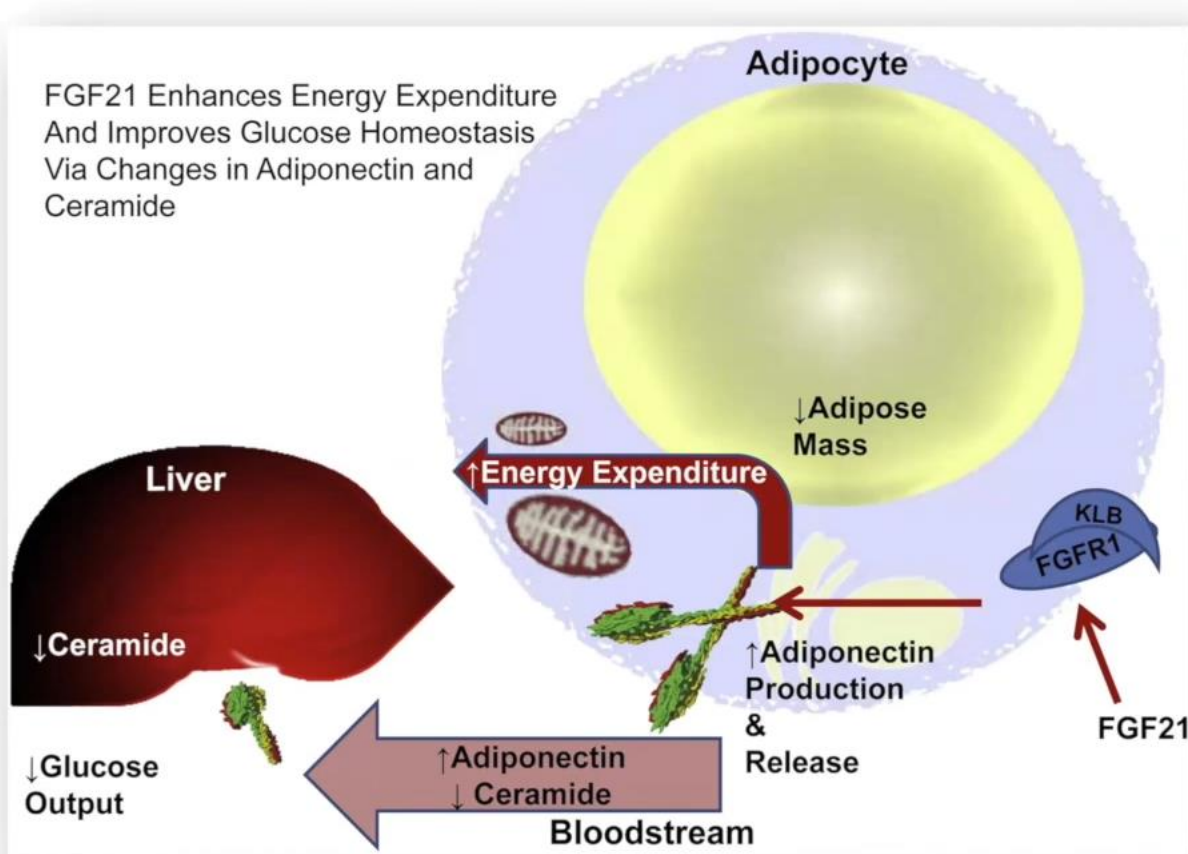 FGF21 Enhances Energy Expenditure
And Improves Glucose Homeostasis
Via Changes in Adiponectin and
Ceramide
Adipocyte
↓Adipose
Mass
↑Energy Expenditure
Liver
KLB
FGFR1
↓Ceramide
↑Adiponectin
Production
&
Release
FGF21
↓Glucose
Output
↑Adiponectin
↓ Ceramide
Bloodstream